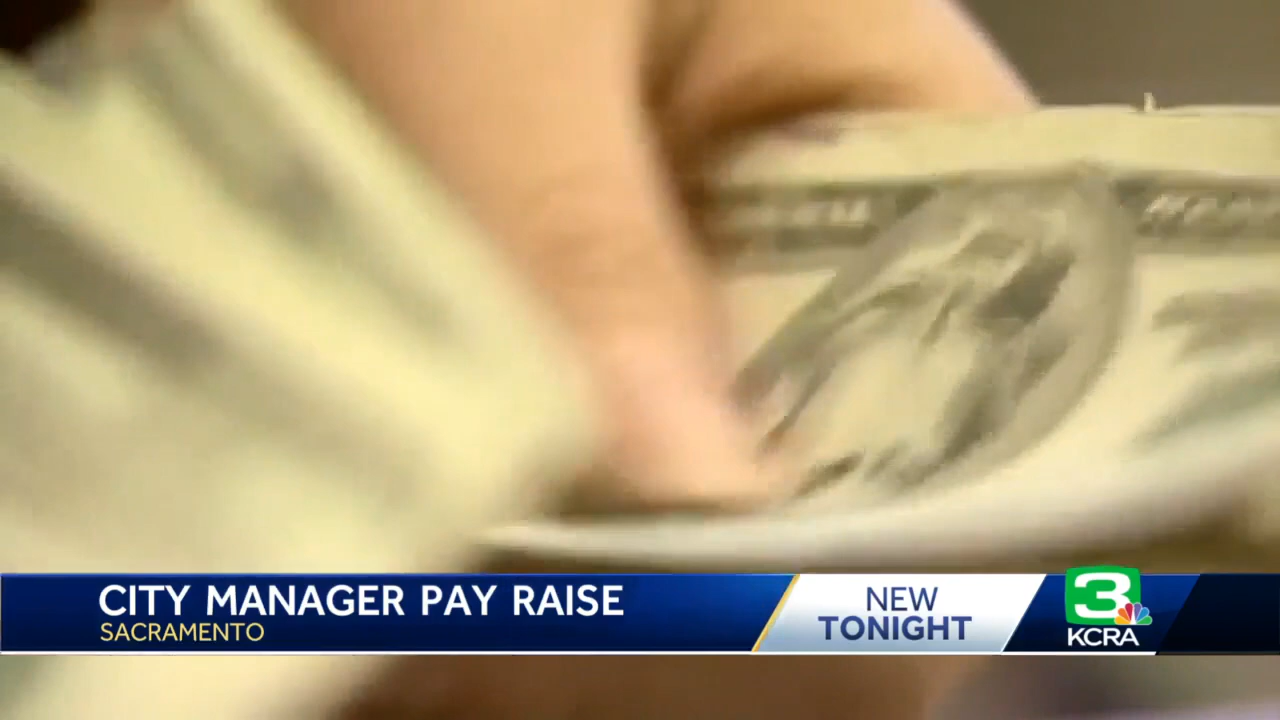 CITY MANAGER PAY RAISE
SACRAMENTO
NEW
TONIGHT
3
KCRA